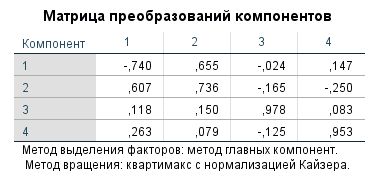 Матрица преобразований компонентов
Компонент 1 2 3 4
1 -,740 ,655 -,024 ,147
2 ,607 ,736 -,165 -,250
3 ,118 ,150 ,978 ,083
4 ,263 ,079 -,125 ,953
Метод выделения факторов: метод главных компонент.
Метод вращения: квартимакс с нормализацией Кайзера.